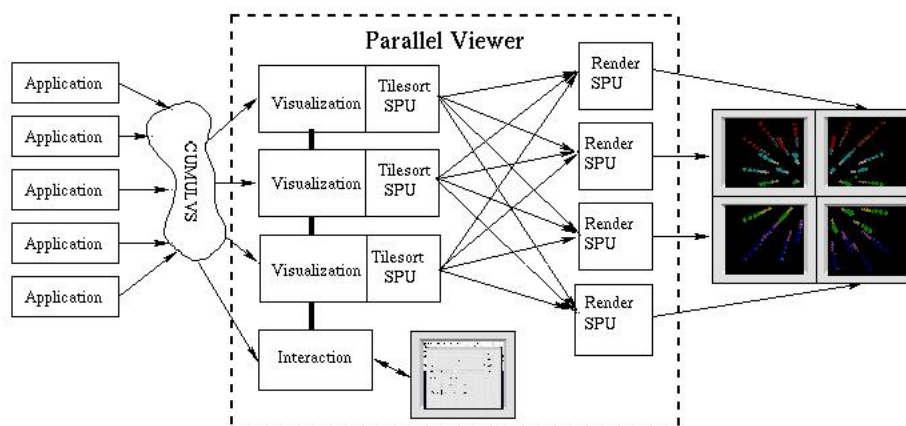 Parallel Viewer
Application
Application
Application
Application
Application
CUMULVS
Visualization
Tilesort
SPU
Visualization
Tilesort
SPU
Visualization
Tilesort
SPU
Interaction
Render
SPU
Render
SPU
Render
SPU
Render
SPU